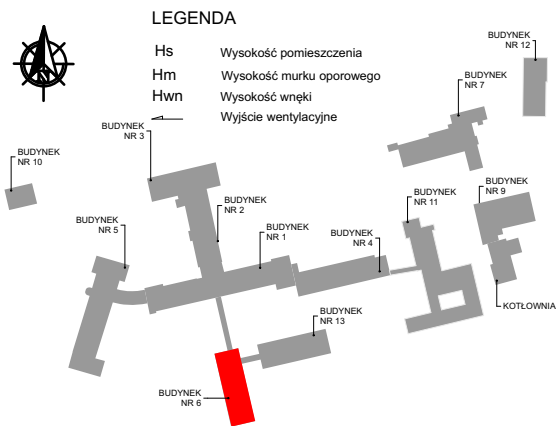 LEGENDA
Hs Wysokość pomieszczenia
Hm Wysokość murku oporowego
Hwn Wysokość wnęki
Wyjście wentylacyjne
BUDYNEK
NR 12
BUDYNEK
NR 7
BUDYNEK
NR 3
BUDYNEK
NR 10
BUDYNEK
NR 2
BUDYNEK
NR 11
BUDYNEK
NR 9
BUDYNEK
NR 5
BUDYNEK
NR 1
BUDYNEK
NR 4
KOTŁOWNIA
BUDYNEK
NR 13
BUDYNEK
NR 6